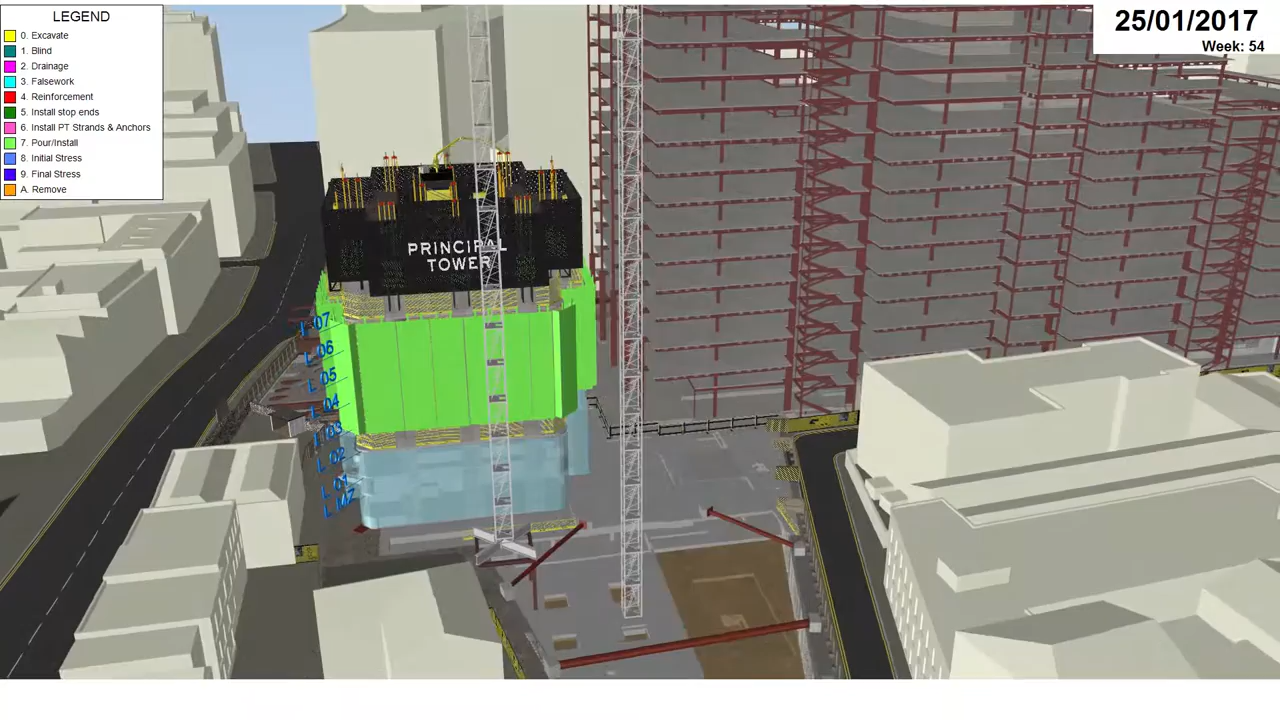 LEGEND
0. Excavate
1. Blind
2. Drainage
3. Falsework
4. Reinforcement
5. Install stop ends
6. Install PT Strands & Anchors
7. Pour/Install
8. Initial Stress
9. Final Stress
A. Remove
25/01/2017
Week: 54
PRINCIPAL
TOWER
L 07
L 06
L 05
L 04
L 03
L 02
L 01
L MZ